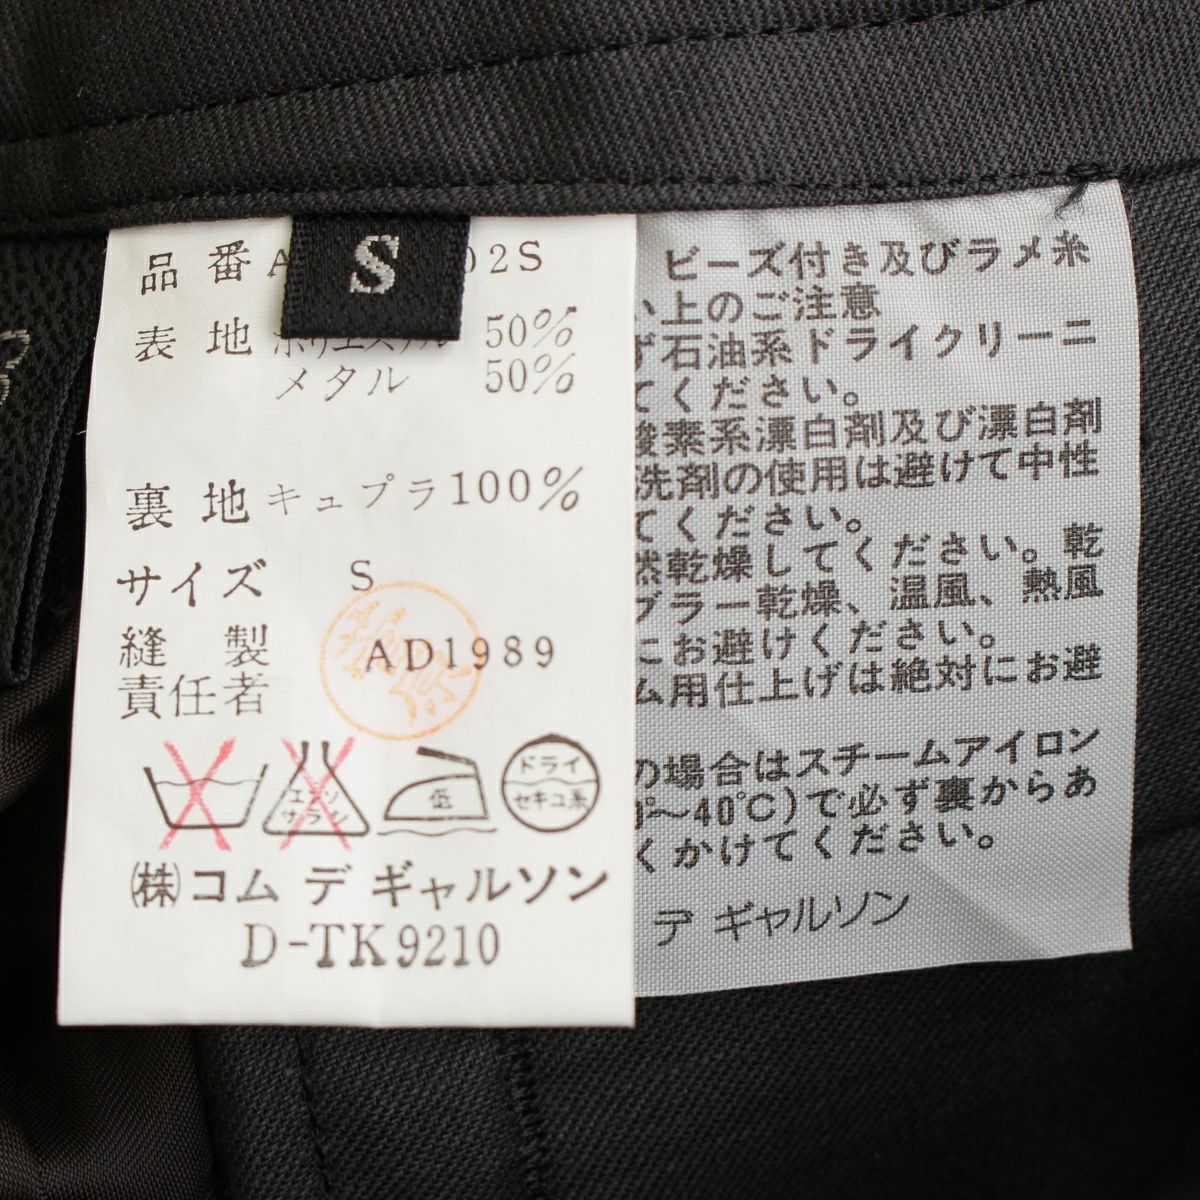 S
品番 A 02S
表地 ポリエステル 50%
メタル 50%
裏地 キュプラ 100%
サイズ S
縫製 AD1989
責任者
エンソ
サラシ
低
ドライ
セキユ系
㈱コム デ ギャルソン
D-TK9210
ビーズ付き及びラメ糸
い上のご注意
ず石油系ドライクリーニ
てください。
酸素系漂白剤及び漂白剤
洗剤の使用は避けて中性
てください。
然乾燥してください。乾
ブラー乾燥、温風、熱風
にお避けください。
ム用仕上げは絶対にお避
の場合はスチームアイロン
0°〜40℃)で必ず裏からあ
くかけてください。
デ ギャルソン